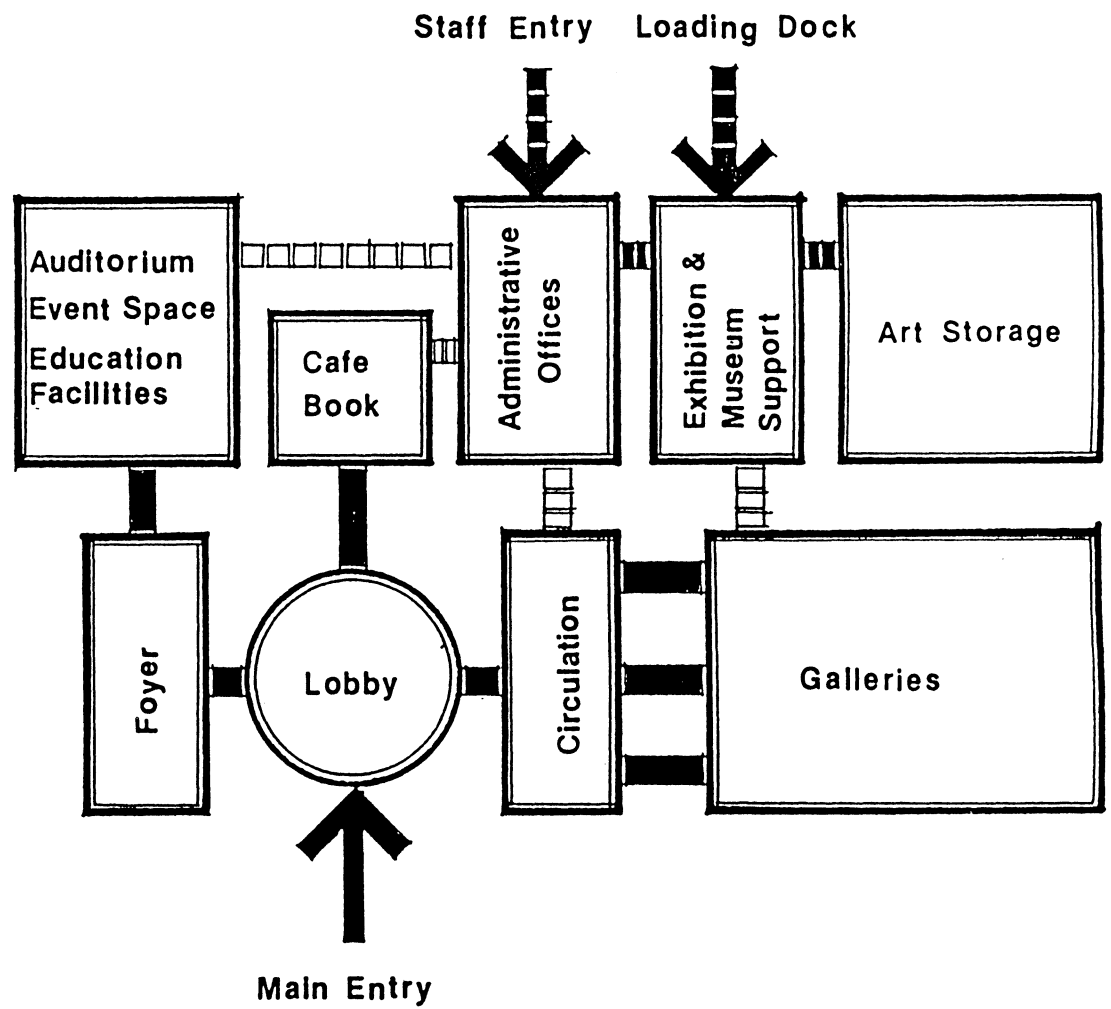 Staff Entry
Loading Dock
Auditorium
Event Space
Education
Facilities
Cafe
Book
Administrative
Offices
Exhibition &
Museum
Support
Art Storage
Foyer
Lobby
Circulation
Galleries
Main Entry